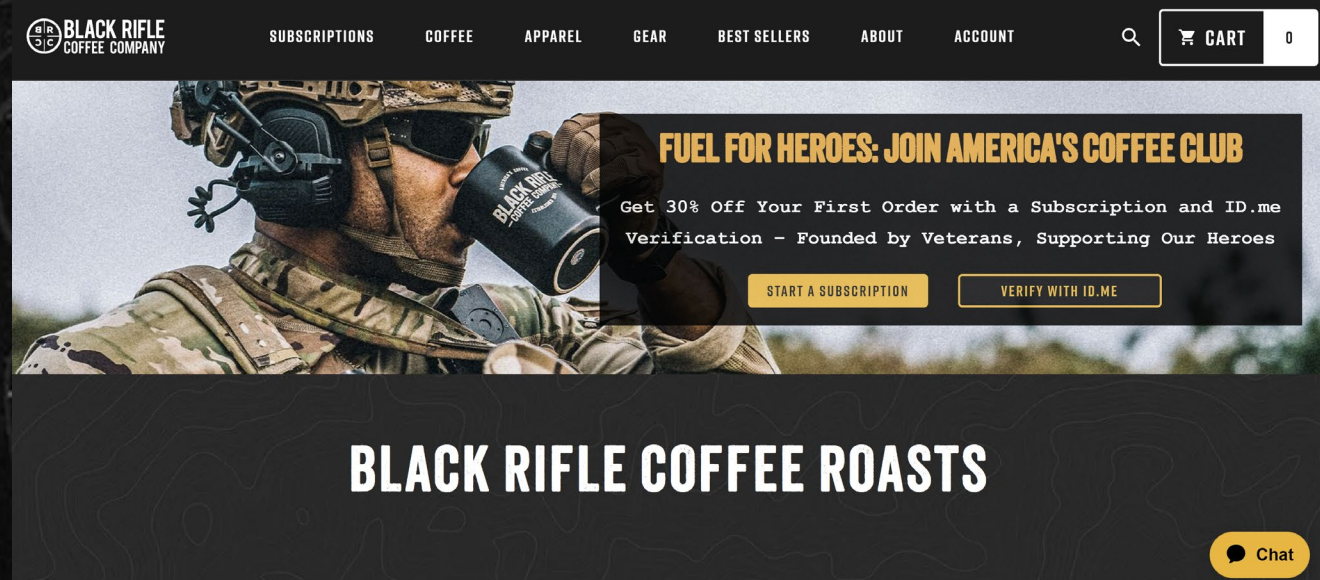 BLACK RIFLE
COFFEE COMPANY
SUBSCRIPTIONS COFFEE APPAREL GEAR BEST SELLERS ABOUT ACCOUNT
CART 0
FUEL FOR HEROES: JOIN AMERICA'S COFFEE CLUB
Get 30% Off Your First Order with a Subscription and ID.me
Verification – Founded by Veterans, Supporting Our Heroes
START A SUBSCRIPTION VERIFY WITH ID.ME
BLACK RIFLE
COFFEE COMPANY
BLACK RIFLE COFFEE ROASTS
Chat